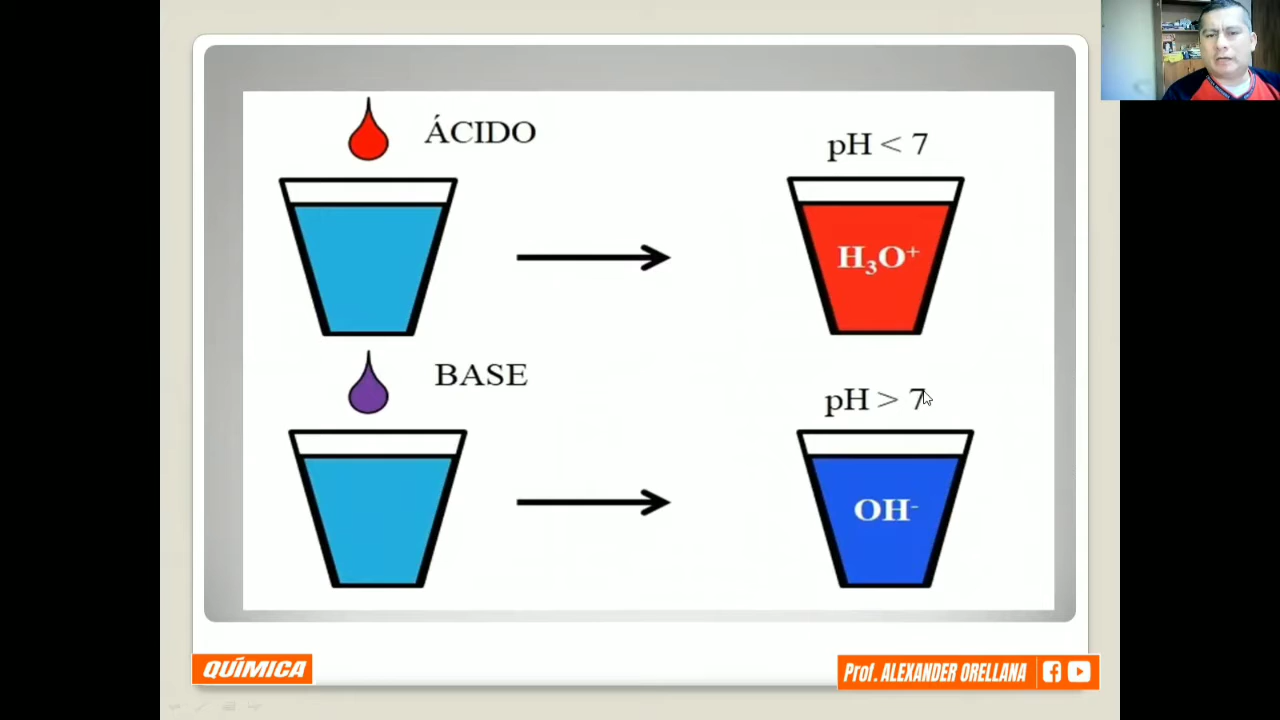 ÁCIDO
pH < 7
H₃O⁺
BASE
pH > 7
OH⁻
QUÍMICA
Prof. ALEXANDER ORELLANA